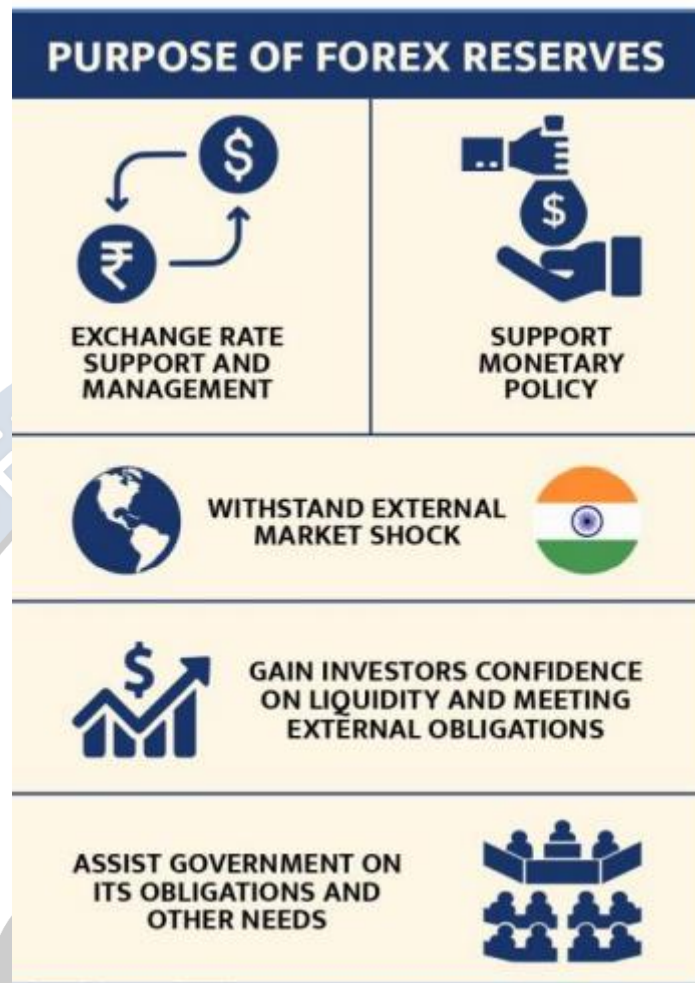 PURPOSE OF FOREX RESERVES
$
₹
EXCHANGE RATE
SUPPORT AND
MANAGEMENT
$
SUPPORT
MONETARY
POLICY
WITHSTAND EXTERNAL
MARKET SHOCK
$
GAIN INVESTORS CONFIDENCE
ON LIQUIDITY AND MEETING
EXTERNAL OBLIGATIONS
ASSIST GOVERNMENT ON
ITS OBLIGATIONS AND
OTHER NEEDS